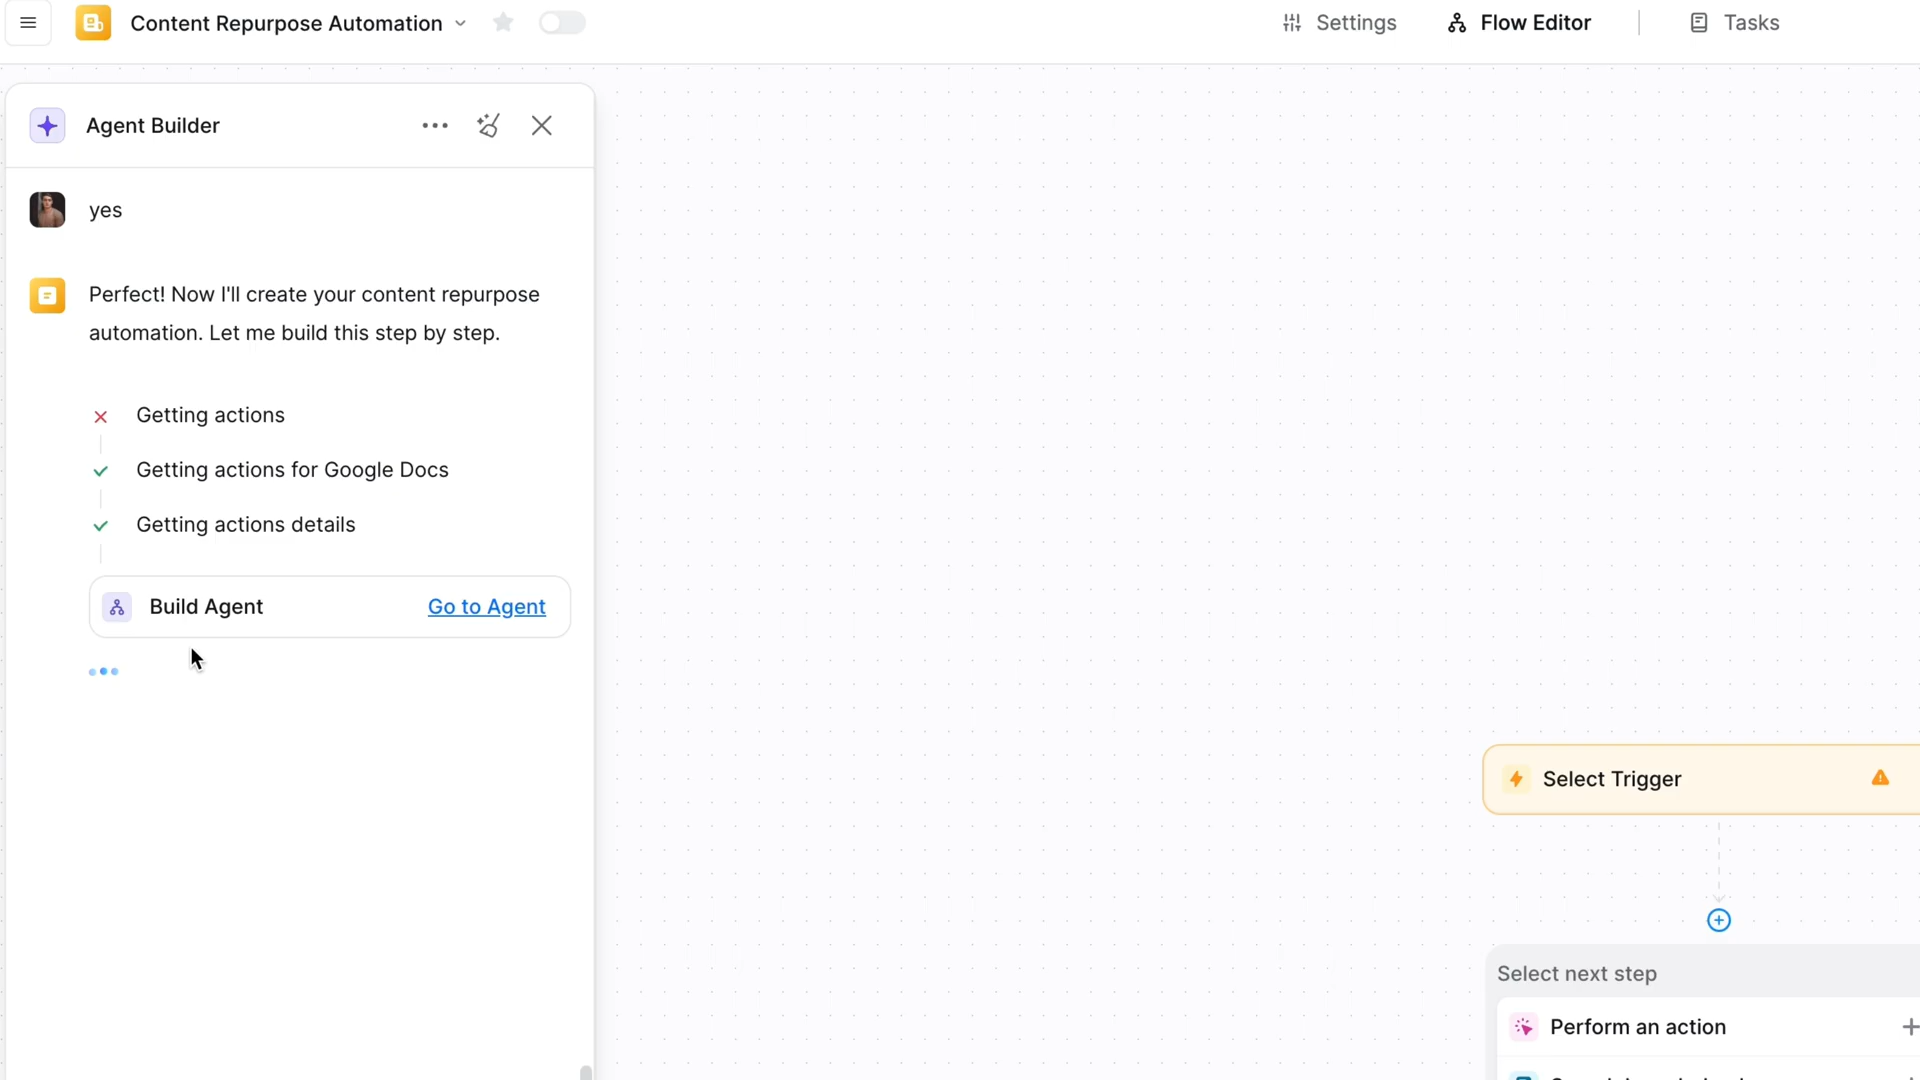 Content Repurpose Automation
Settings
Flow Editor
Tasks
Agent Builder
yes
Perfect! Now I'll create your content repurpose
automation. Let me build this step by step.
Getting actions
Getting actions for Google Docs
Getting actions details
Build Agent
Go to Agent
Select Trigger
Select next step
Perform an action